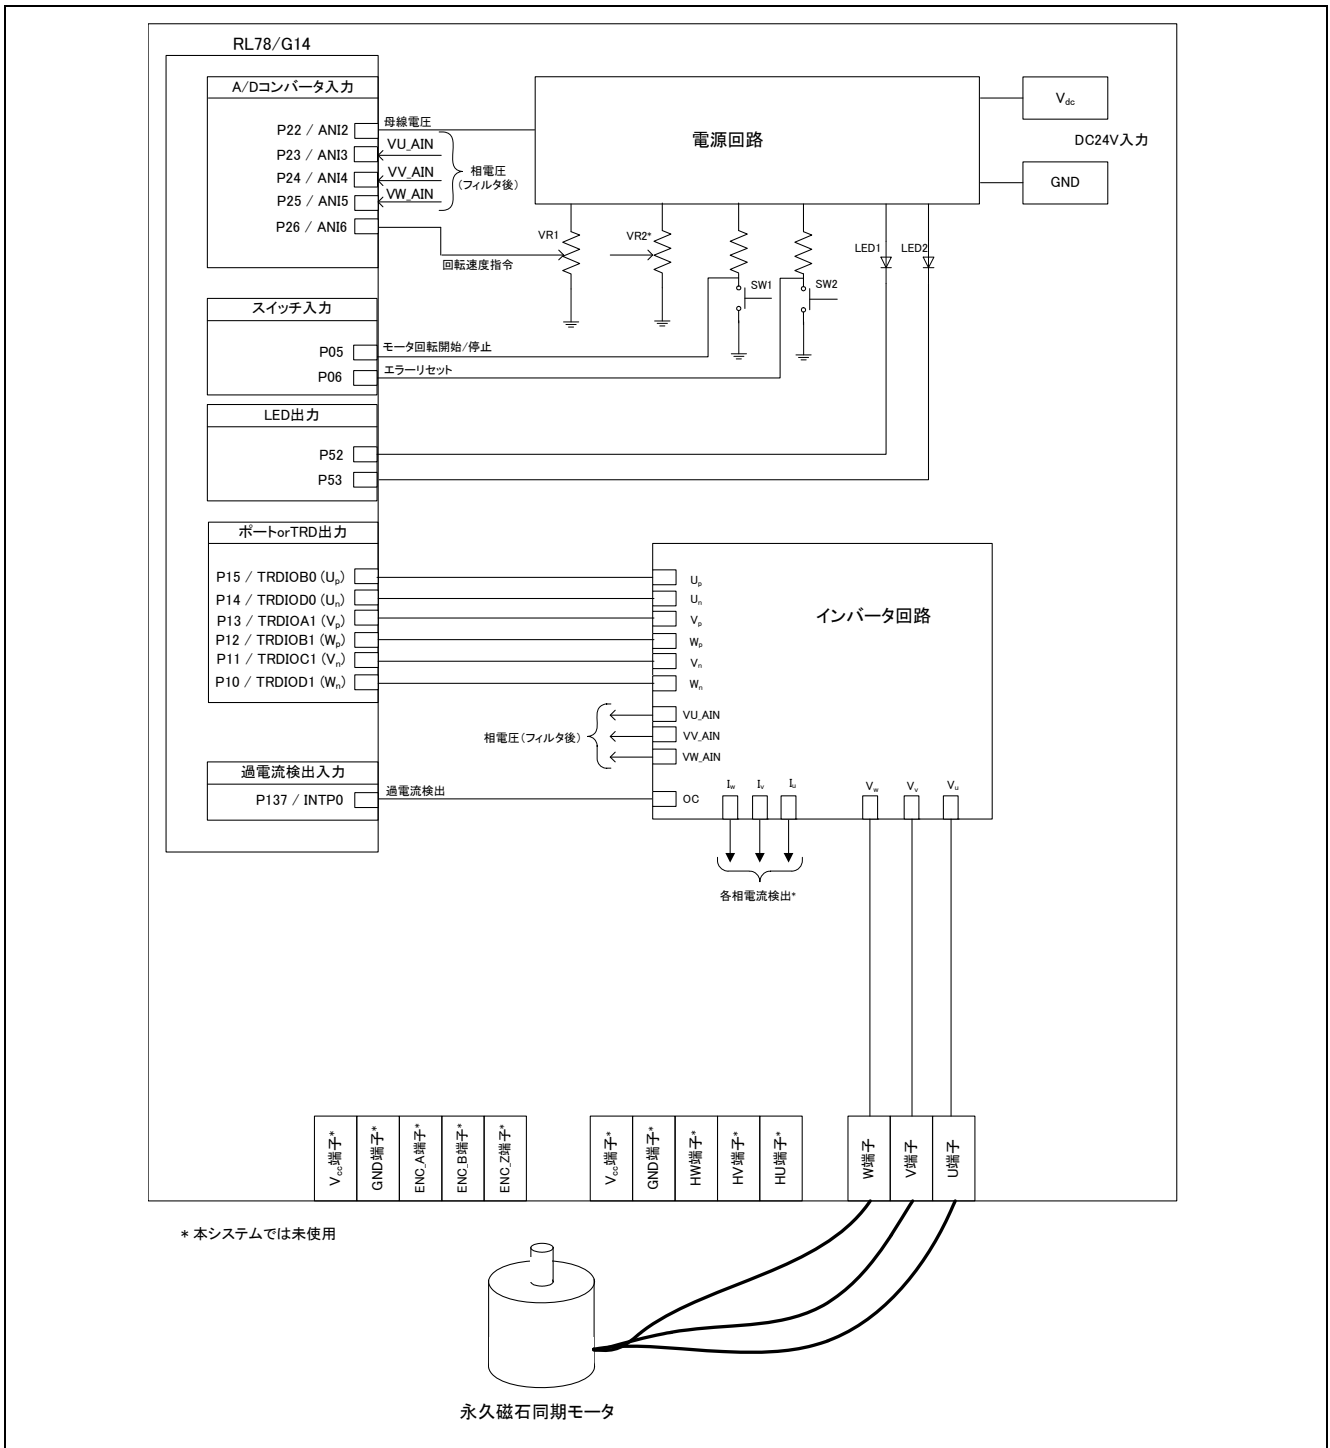 RL78/G14
A/Dコンバータ入力
P22 / ANI2
P23 / ANI3
P24 / ANI4
P25 / ANI5
P26 / ANI6
母線電圧
VU_AIN
VV_AIN
VW_AIN
相電圧
(フィルタ後)
回転速度指令
電源回路
Vdc
DC24V入力
GND
VR1
VR2*
SW1
SW2
LED1
LED2
スイッチ入力
P05
P06
モータ回転開始/停止
エラーリセット
LED出力
P52
P53
ポートorTRD出力
P15 / TRDIOB0 (Up)
P14 / TRDIOD0 (Un)
P13 / TRDIOA1 (Vp)
P12 / TRDIOB1 (Wp)
P11 / TRDIOC1 (Vn)
P10 / TRDIOD1 (Wn)
インバータ回路
Up
Un
Vp
Wp
Vn
Wn
VU_AIN
VV_AIN
VW_AIN
相電圧(フィルタ後)
過電流検出入力
P137 / INTP0
過電流検出
OC
Iw
Iv
Iu
Vw
Vv
Vu
各相電流検出*
Vcc端子*
GND端子*
ENC_A端子*
ENC_B端子*
ENC_Z端子*
Vcc端子*
GND端子*
HW端子*
HV端子*
HU端子*
W端子
V端子
U端子
* 本システムでは未使用
永久磁石同期モータ